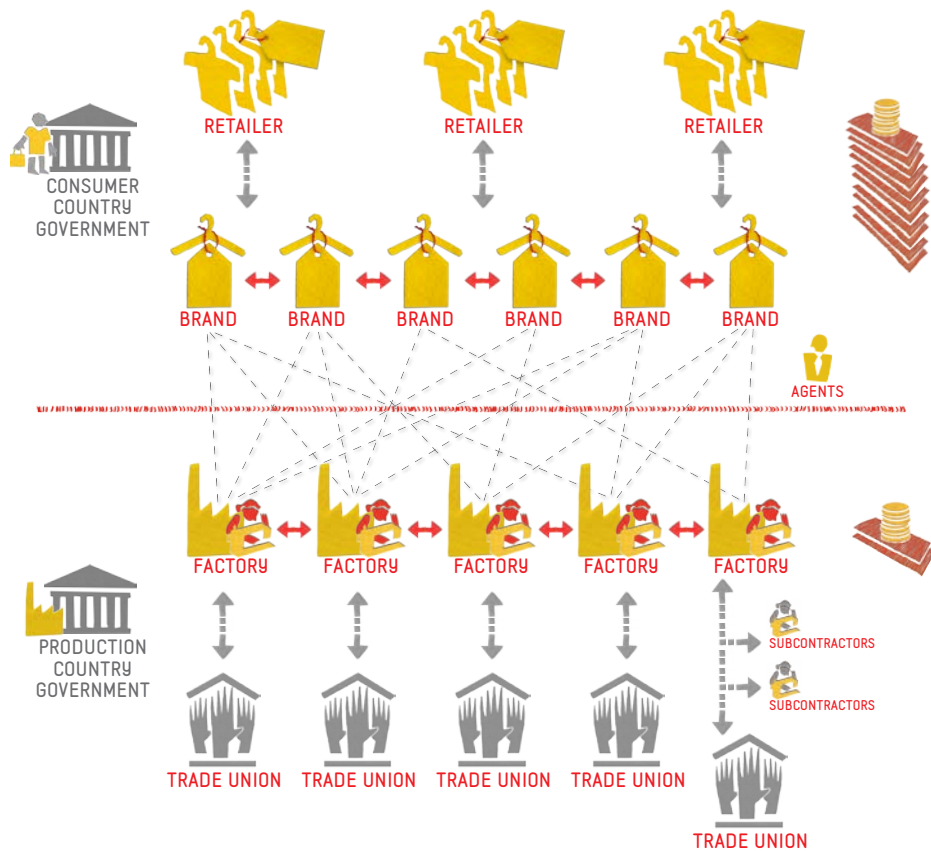 RETAILER
RETAILER
RETAILER
CONSUMER
COUNTRY
GOVERNMENT
BRAND
BRAND
BRAND
BRAND
BRAND
BRAND
AGENTS
FACTORY
FACTORY
FACTORY
FACTORY
FACTORY
PRODUCTION
COUNTRY
GOVERNMENT
SUBCONTRACTORS
SUBCONTRACTORS
TRADE UNION
TRADE UNION
TRADE UNION
TRADE UNION
TRADE UNION